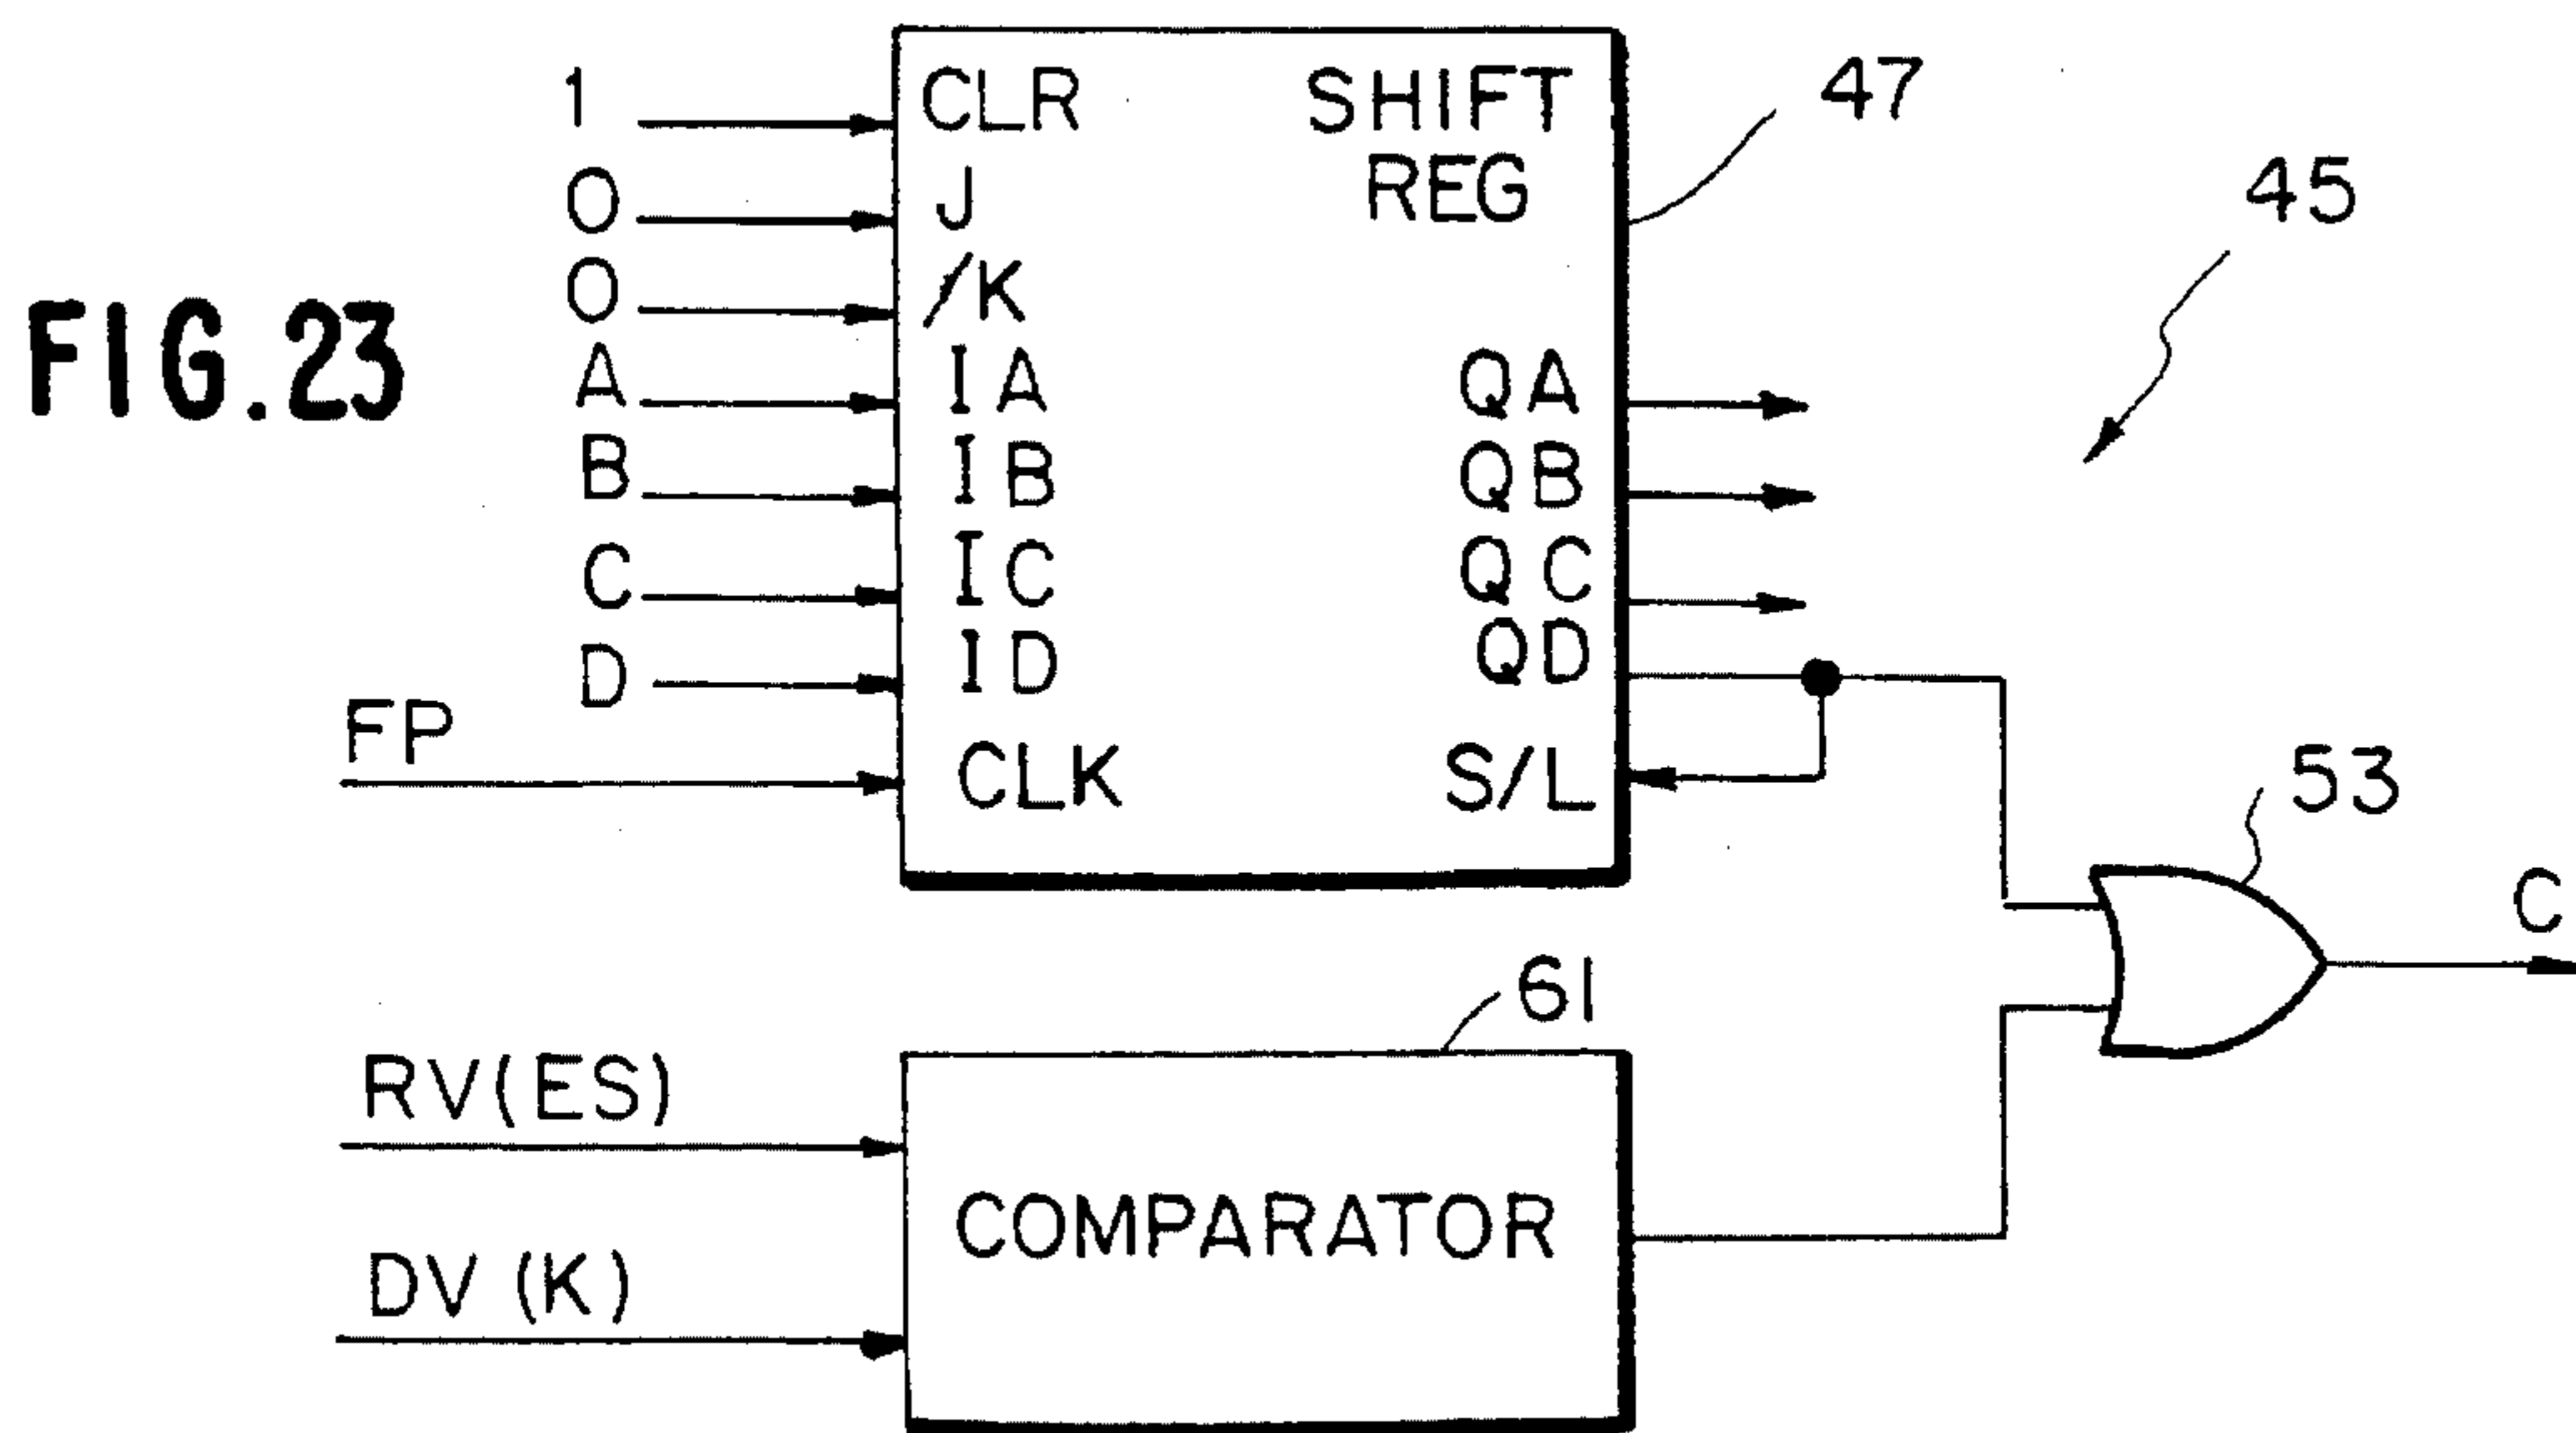 FIG.23
1
0
0
A
B
C
D
FP
CLR
J
/K
IA
IB
IC
ID
CLK
SHIFT
REG
QA
QB
QC
QD
S/L
47
45
53
C
61
RV(ES)
DV (K)
COMPARATOR